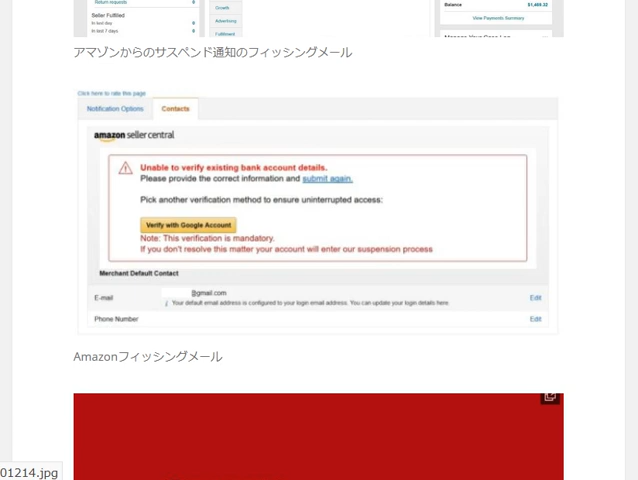 Return requests 0
Seller Fulfilled
In last day 0
In last 7 days 0
Growth
Advertising
Fulfillment
Balance $1,484.32
View Payments Summary
アマゾンからのサスペンド通知のフィッシングメール
Click here to rate this page
Notification Options
Contacts
amazon seller central
Unable to verify existing bank account details.
Please provide the correct information and submit again.
Pick another verification method to ensure uninterrupted access:
Verify with Google Account
Note: This verification is mandatory.
If you don't resolve this matter your account will enter our suspension process
Merchant Default Contact
E-mail
@gmail.com
Edit
Your default email address is configured to your login email address. You can update your login details here.
Phone Number
Edit
Amazonフィッシングメール
01214.jpg